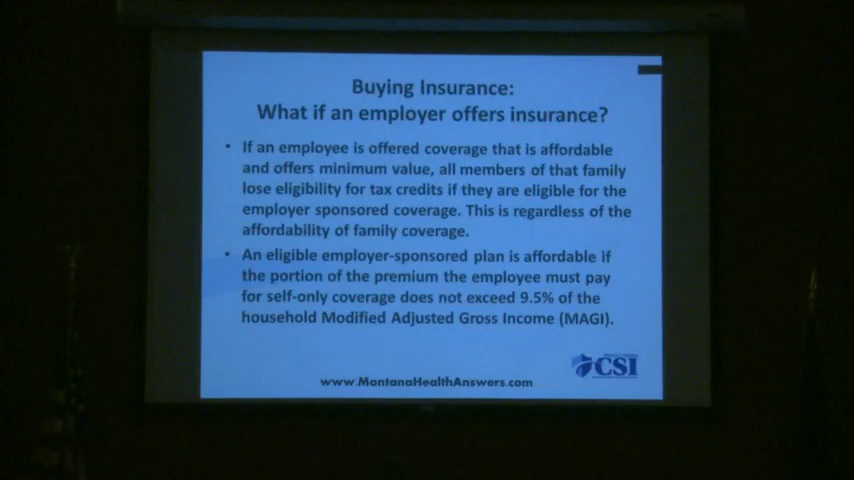 Buying Insurance:
What if an employer offers insurance?
• If an employee is offered coverage that is affordable
and offers minimum value, all members of that family
lose eligibility for tax credits if they are eligible for the
employer sponsored coverage. This is regardless of the
affordability of family coverage.
• An eligible employer-sponsored plan is affordable if
the portion of the premium the employee must pay
for self-only coverage does not exceed 9.5% of the
household Modified Adjusted Gross Income (MAGI).
CSI
www.MontanaHealthAnswers.com